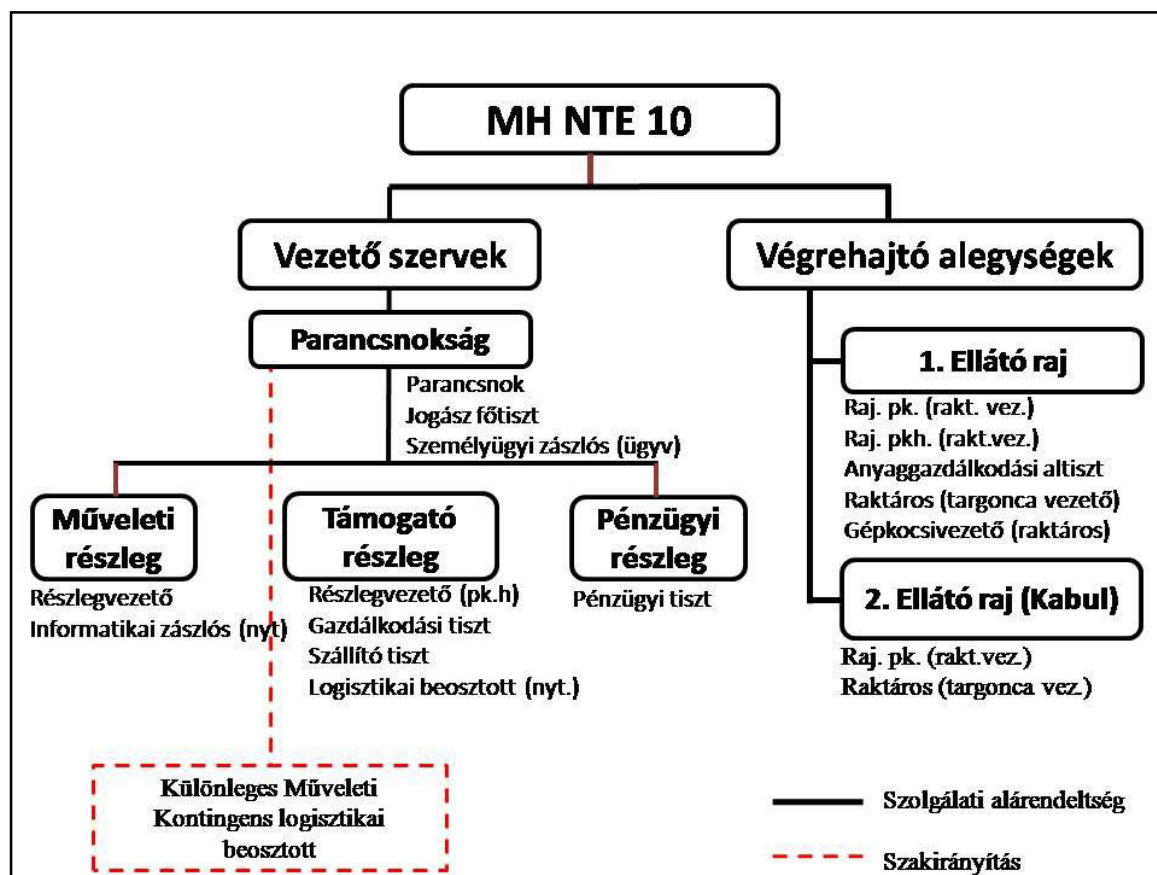 MH NTE 10
Vezető szervek
Végrehajtó alegységek
Parancsnokság
Parancsnok
Jogász főtiszt
Személyügyi zászlós (ügyv)
Műveleti
részleg
Részlegvezető
Informatikai zászlós (nyt)
Támogató
részleg
Részlegvezető (pk.h)
Gazdálkodási tiszt
Szállító tiszt
Logisztikai beosztott (nyt.)
Pénzügyi
részleg
Pénzügyi tiszt
1. Ellátó raj
Raj. pk. (rakt. vez.)
Raj. pkh. (rakt.vez.)
Anyaggazdálkodási altiszt
Raktáros (targonca vezető)
Gépkocsivezető (raktáros)
2. Ellátó raj (Kabul)
Raj. pk. (rakt.vez.)
Raktáros (targonca vez.)
Különleges Műveleti
Kontingens logisztikai
beosztott
Szolgálati alárendeltség
Szakirányítás